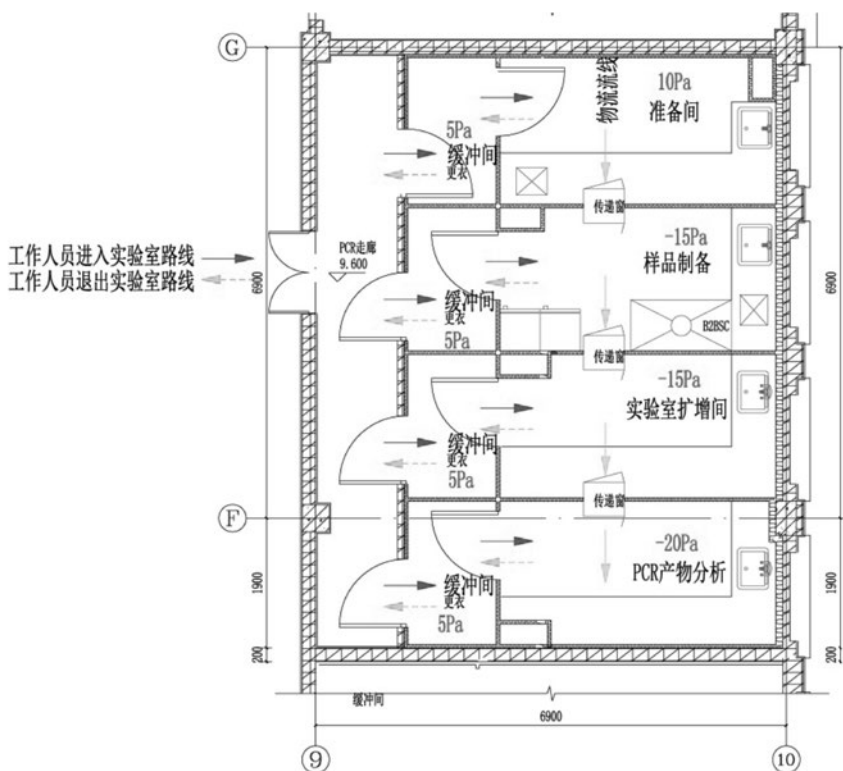 G
10Pa
准备间
物流流线
5Pa
缓冲间
更衣
传递窗
工作人员进入实验室路线
工作人员退出实验室路线
PCR走廊
9.600
-15Pa
样品制备
缓冲间
更衣
5Pa
B2BSC
传递窗
6900
6900
-15Pa
实验室扩增间
缓冲间
更衣
5Pa
传递窗
F
-20Pa
PCR产物分析
缓冲间
更衣
5Pa
1900
1900
200
200
缓冲间
6900
9
10